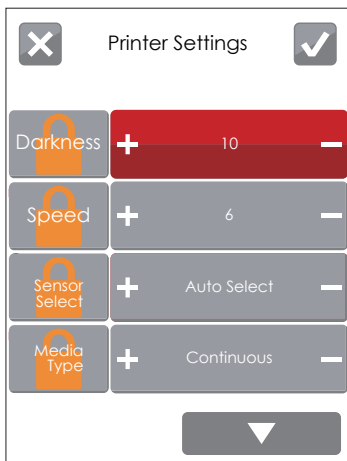 Printer Settings
Darkness
+ 10 −
Speed
+ 6 −
Sensor
Select
+ Auto Select −
Media
Type
+ Continuous −